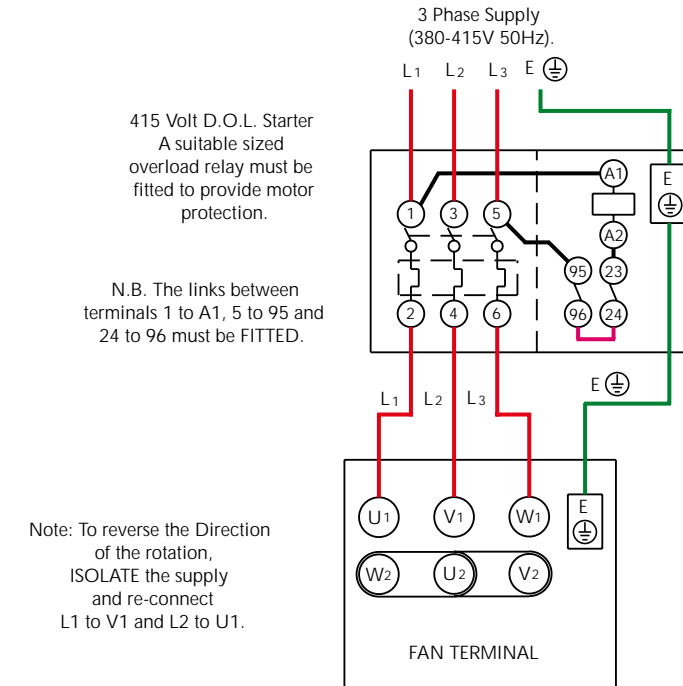 3 Phase Supply
(380-415V 50Hz).
L1 L2 L3 E
415 Volt D.O.L. Starter
A suitable sized
overload relay must be
fitted to provide motor
protection.
A1
E
1 3 5
A2
95 23
N.B. The links between
terminals 1 to A1, 5 to 95 and
24 to 96 must be FITTED.
2 4 6 96 24
E
L1 L2 L3
U1 V1 W1 E
Note: To reverse the Direction
of the rotation,
ISOLATE the supply
and re-connect
L1 to V1 and L2 to U1.
W2 U2 V2
FAN TERMINAL